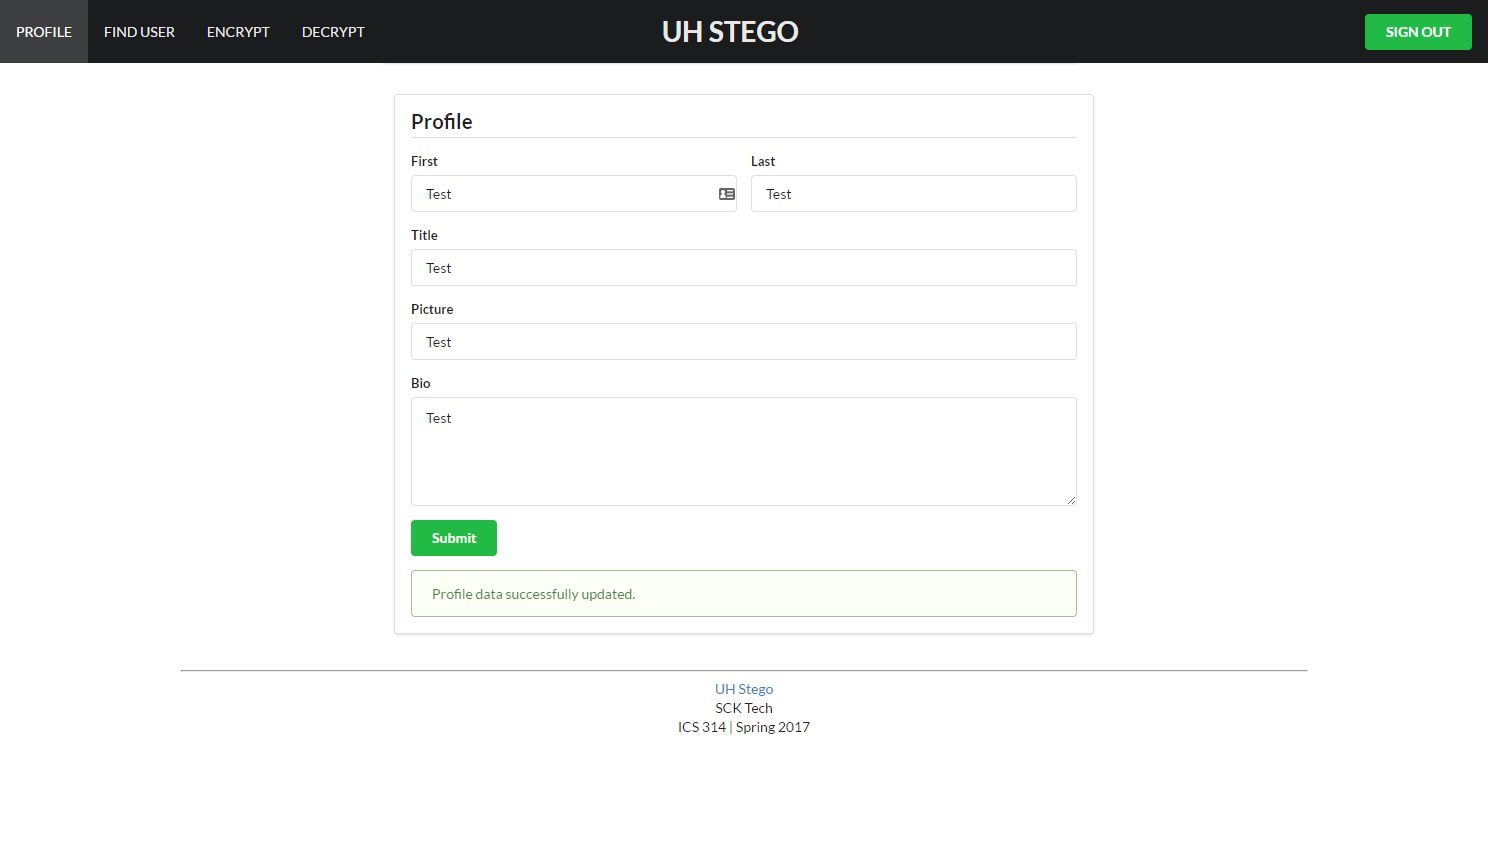 PROFILE FIND USER ENCRYPT DECRYPT UH STEGO SIGN OUT
Profile
First Last
Test Test
Title
Test
Picture
Test
Bio
Test
Submit
Profile data successfully updated.
UH Stego
SCK Tech
ICS 314 | Spring 2017